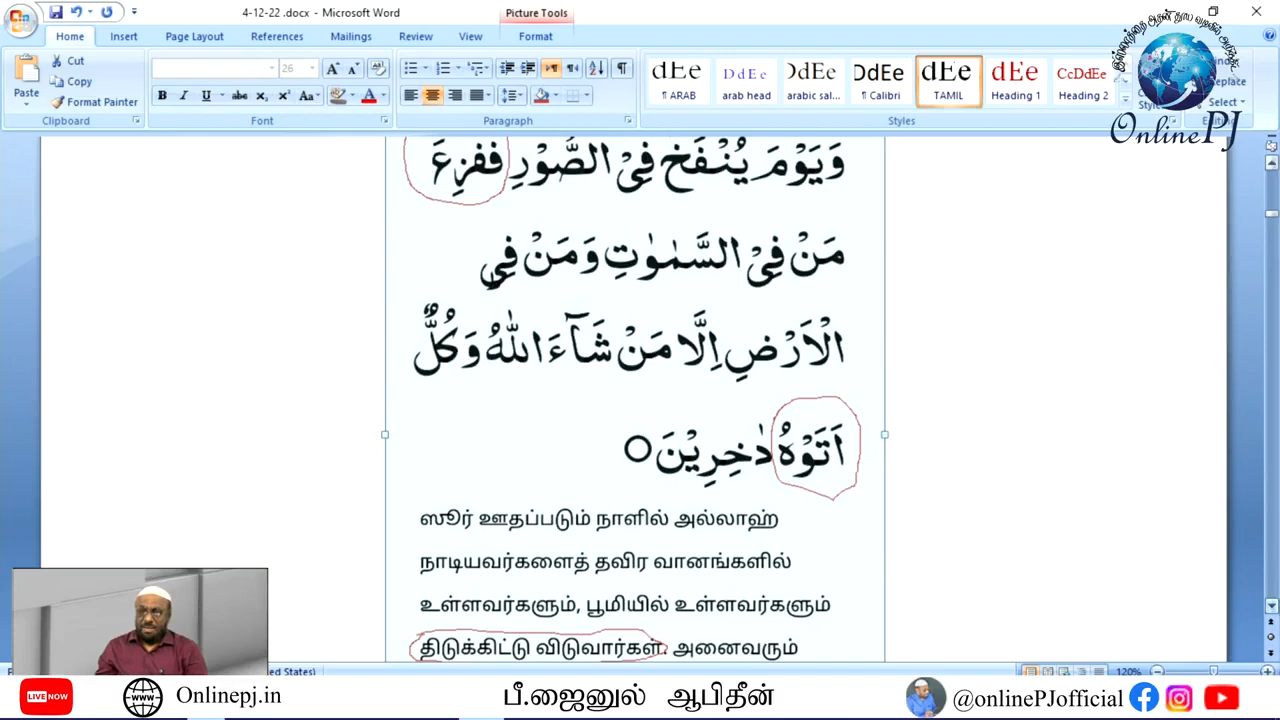 4-12-22 .docx - Microsoft Word
Picture Tools
Home Insert Page Layout References Mailings Review View Format
Paste
Cut
Copy
Format Painter
Clipboard
26
Font
Paragraph
¶ ARAB
arab head
arabic sal...
¶ Calibri
TAMIL
Heading 1
Heading 2
Styles
Select
OnlinePJ
وَيَوْمَ يُنْفَخُ فِى الصُّوْرِ فَفَزِعَ
مَنْ فِى السَّمٰوٰتِ وَمَنْ فِى
الْاَرْضِ اِلَّا مَنْ شَآءَ اللّٰهُ وَكُلٌّ
اَتَوْهُ دٰخِرِيْنَ
ஸூர் ஊதப்படும் நாளில் அல்லாஹ்
நாடியவர்களைத் தவிர வானங்களில்
உள்ளவர்களும், பூமியில் உள்ளவர்களும்
திடுக்கிட்டு விடுவார்கள். அனைவரும்
120%
LIVE NOW
WWW
Onlinepj.in
பீ.ஜைனுல் ஆபிதீன்
@onlinePJofficial